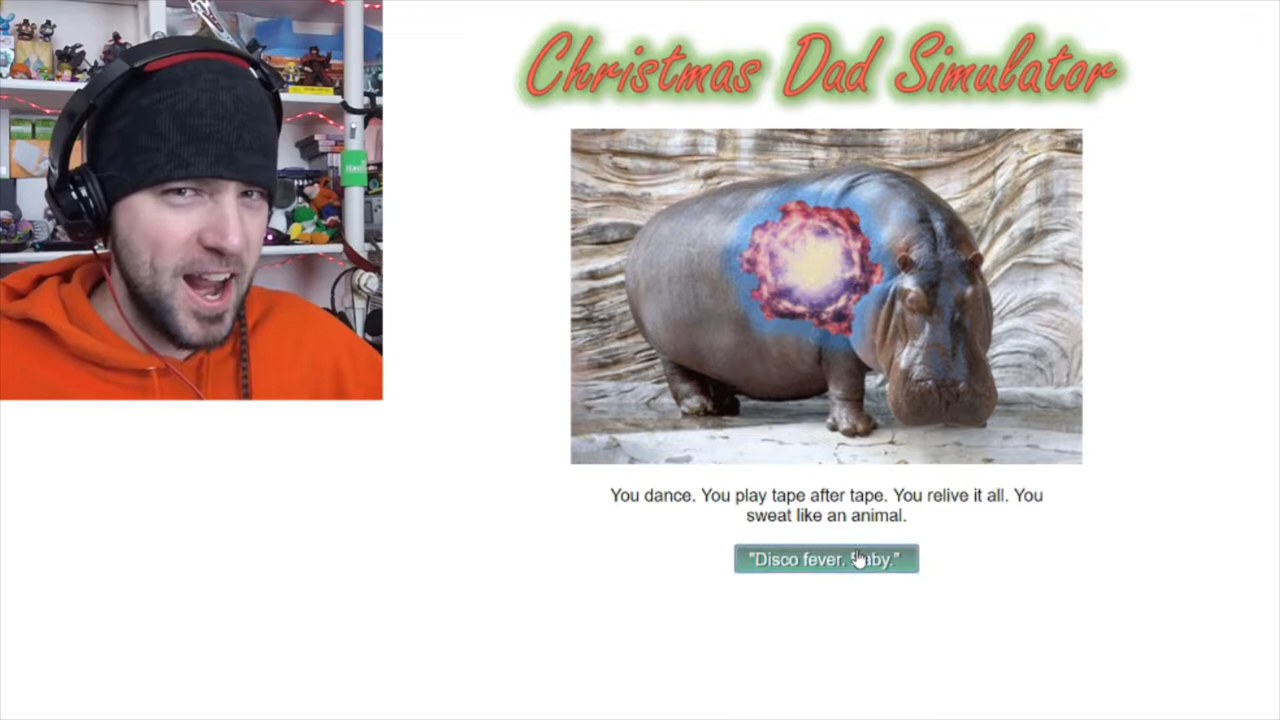 Christmas Dad Simulator
You dance. You play tape after tape. You relive it all. You
sweat like an animal.
"Disco fever. Baby."